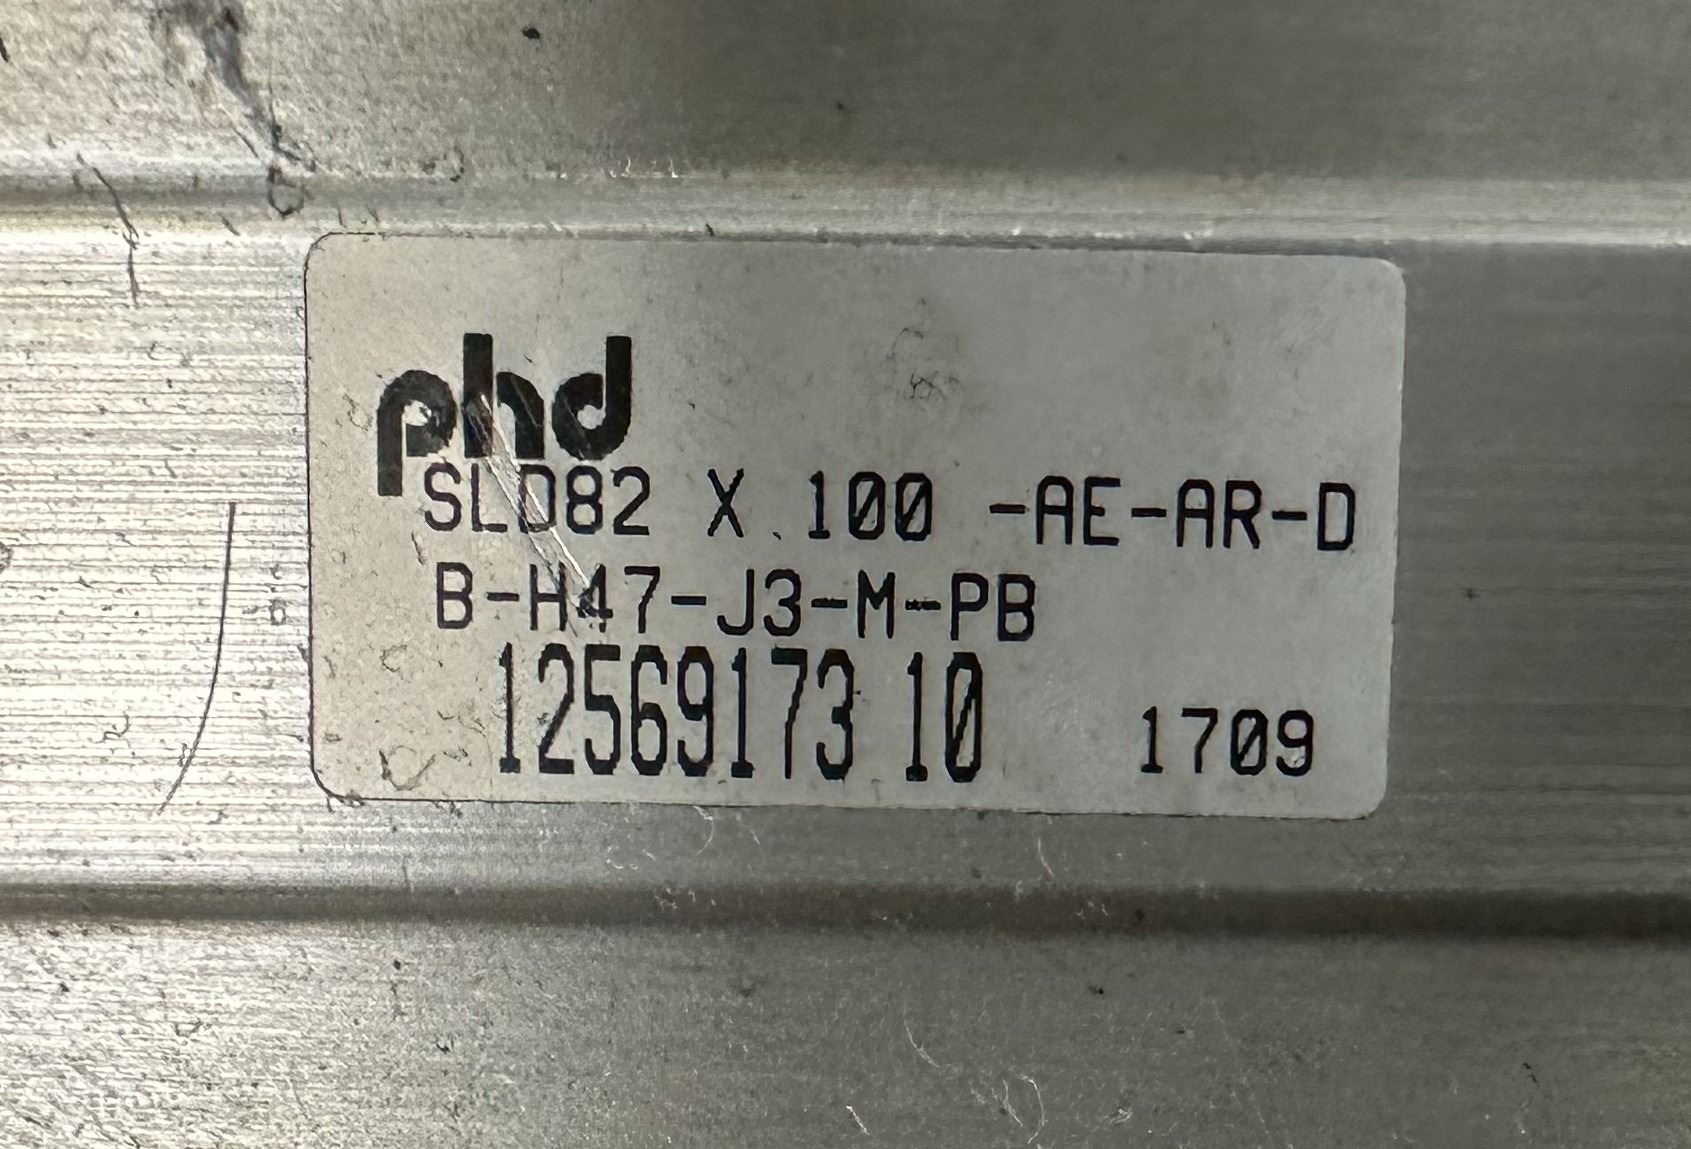 phd
SLD82 X 100 -AE-AR-D
B-H47-J3-M-PB
12569173 10
1709